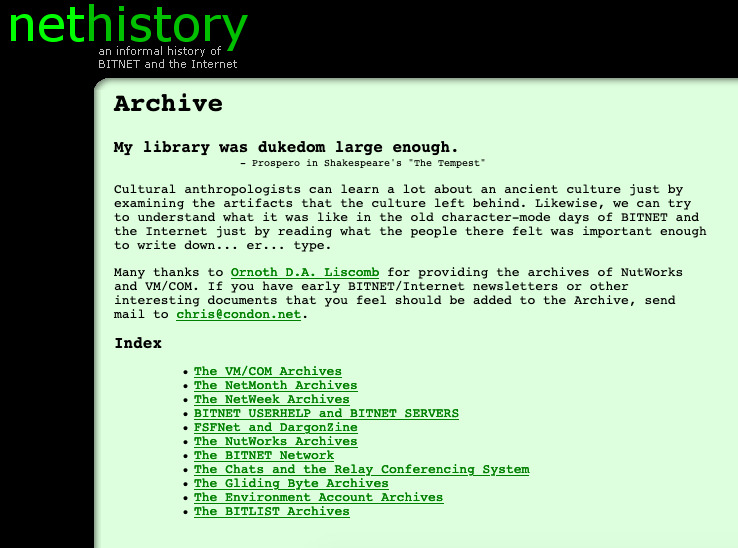 nethistory
an informal history of
BITNET and the Internet
Archive
My library was dukedom large enough.
– Prospero in Shakespeare's "The Tempest"
Cultural anthropologists can learn a lot about an ancient culture just by
examining the artifacts that the culture left behind. Likewise, we can try
to understand what it was like in the old character-mode days of BITNET and
the Internet just by reading what the people there felt was important enough
to write down... er... type.
Many thanks to Ornoth D.A. Liscomb for providing the archives of NutWorks
and VM/COM. If you have early BITNET/Internet newsletters or other
interesting documents that you feel should be added to the Archive, send
mail to chris@condon.net.
Index
• The VM/COM Archives
• The NetMonth Archives
• The NetWeek Archives
• BITNET USERHELP and BITNET SERVERS
• FSFNet and DargonZine
• The NutWorks Archives
• The BITNET Network
• The Chats and the Relay Conferencing System
• The Gliding Byte Archives
• The Environment Account Archives
• The BITLIST Archives